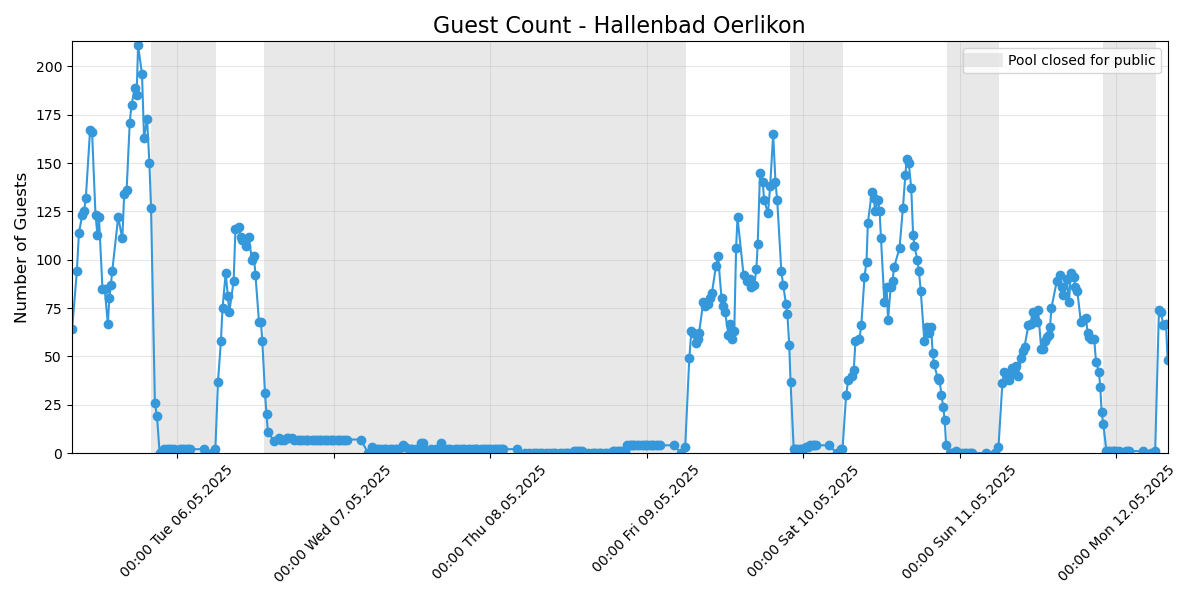 Guest Count - Hallenbad Oerlikon
Pool closed for public
Number of Guests
200
175
150
125
100
75
50
25
0
00:00 Tue 06.05.2025
00:00 Wed 07.05.2025
00:00 Thu 08.05.2025
00:00 Fri 09.05.2025
00:00 Sat 10.05.2025
00:00 Sun 11.05.2025
00:00 Mon 12.05.2025